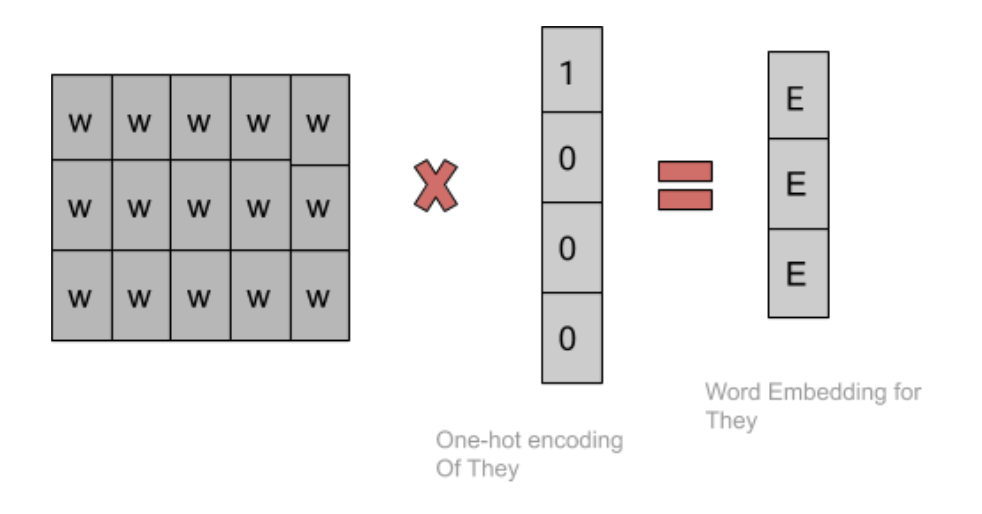 W W W W W
W W W W W
W W W W W
1
0
0
0
E
E
E
One-hot encoding
Of They
Word Embedding for
They